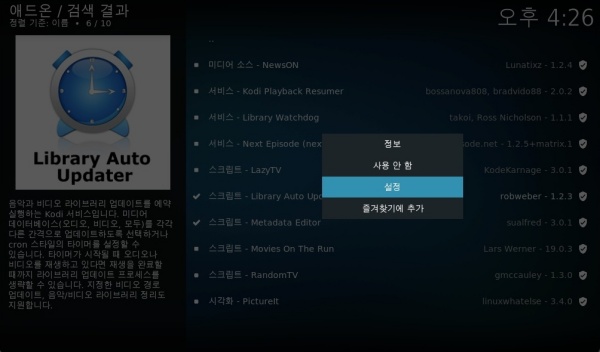 애드온 / 검색 결과
정렬 기준: 이름 • 6 / 10
오후 4:26
..
미디어 소스 - NewsON
Lunatixz - 1.2.4
서비스 - Kodi Playback Resumer
bossanova808, bradvido88 - 2.0.2
서비스 - Library Watchdog
takoi, Ross Nicholson - 1.1.1
서비스 - Next Episode (nex
ode.net - 1.2.5+matrix.1
스크립트 - LazyTV
KodeKarnage - 3.0.1
스크립트 - Library Auto Upd
robweber - 1.2.3
스크립트 - Metadata Editor
sualfred - 3.0.1
스크립트 - Movies On The Run
Lars Werner - 19.0.3
스크립트 - RandomTV
gmccauley - 1.3.0
시각화 - PictureIt
linuxwhatelse - 3.4.0
정보
사용 안 함
설정
즐겨찾기에 추가
Library Auto
Updater
음악과 비디오 라이브러리 업데이트를 예약
실행하는 Kodi 서비스입니다. 미디어
데이터베이스(오디오, 비디오, 모두)를 각각
다른 간격으로 업데이트하도록 선택하거나
cron 스타일의 타이머를 설정할 수
있습니다. 타이머가 시작될 때 오디오나
비디오를 재생하고 있다면 재생을 완료할
때까지 라이브러리 업데이트 프로세스를
생략할 수 있습니다. 지정한 비디오 경로
업데이트, 음악/비디오 라이브러리 정리도
지원합니다.